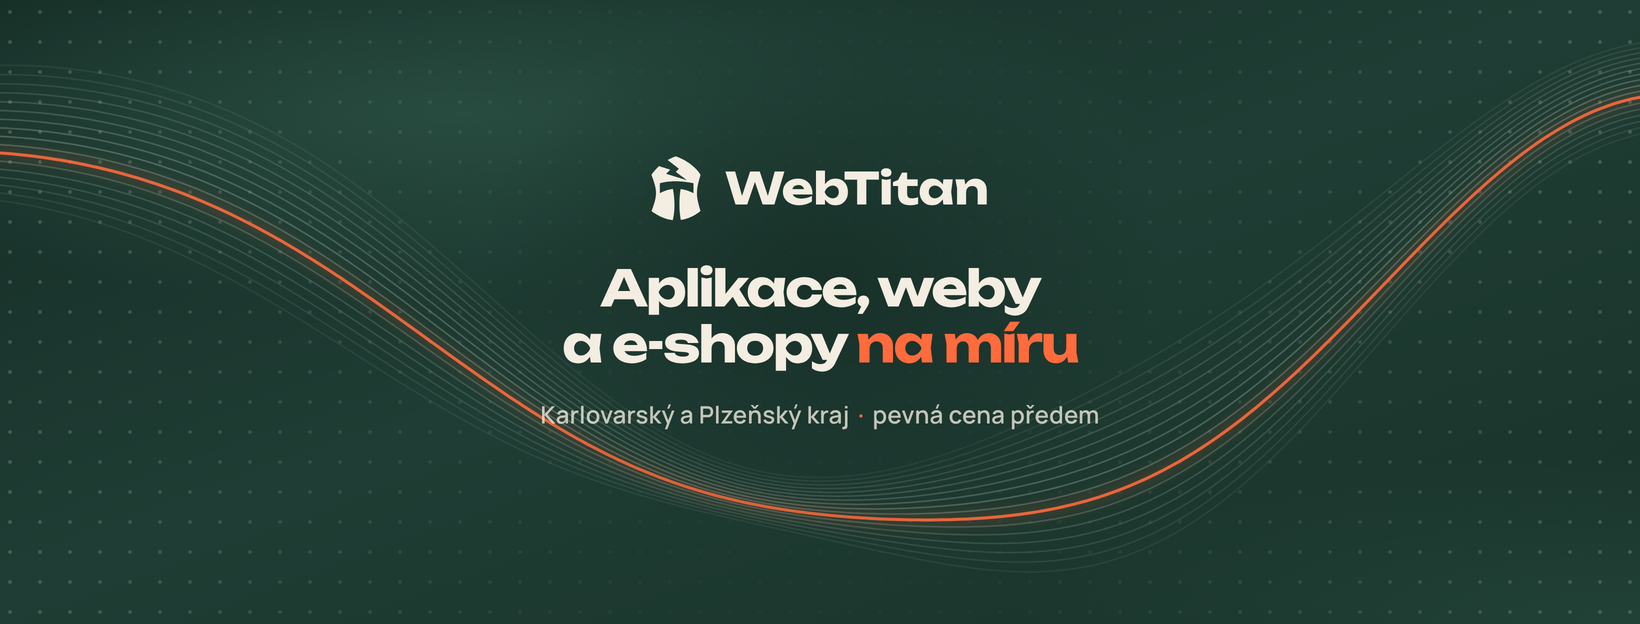 WebTitan
Aplikace, weby
a e-shopy na míru
Karlovarský a Plzeňský kraj · pevná cena předem